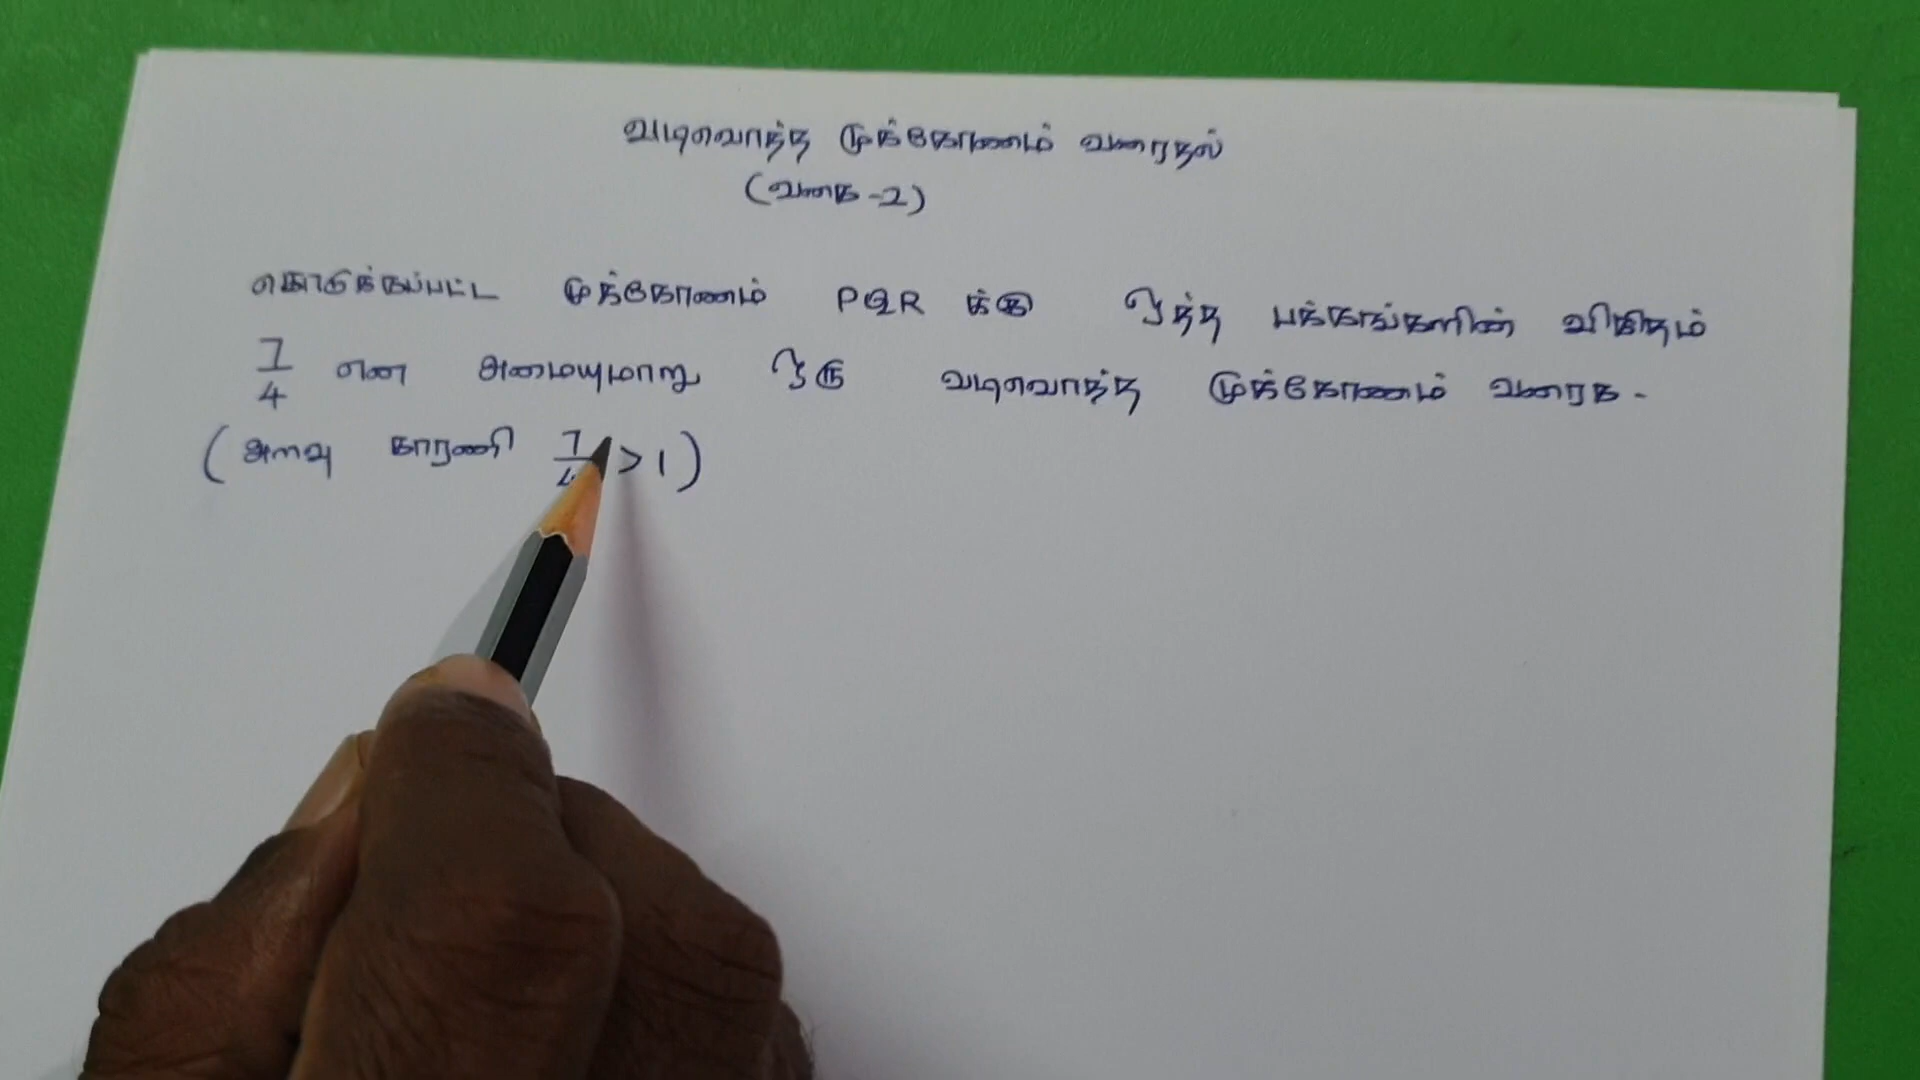 வடிவொத்த முக்கோணம் வரைதல்
(வகை -2)
கொடுக்கப்பட்ட முக்கோணம் PQR க்கு ஒத்த பக்கங்களின் விகிதம்
7/4 என அமையுமாறு ஒரு வடிவொத்த முக்கோணம் வரைக.
(அளவு காரணி 7/4 > 1)